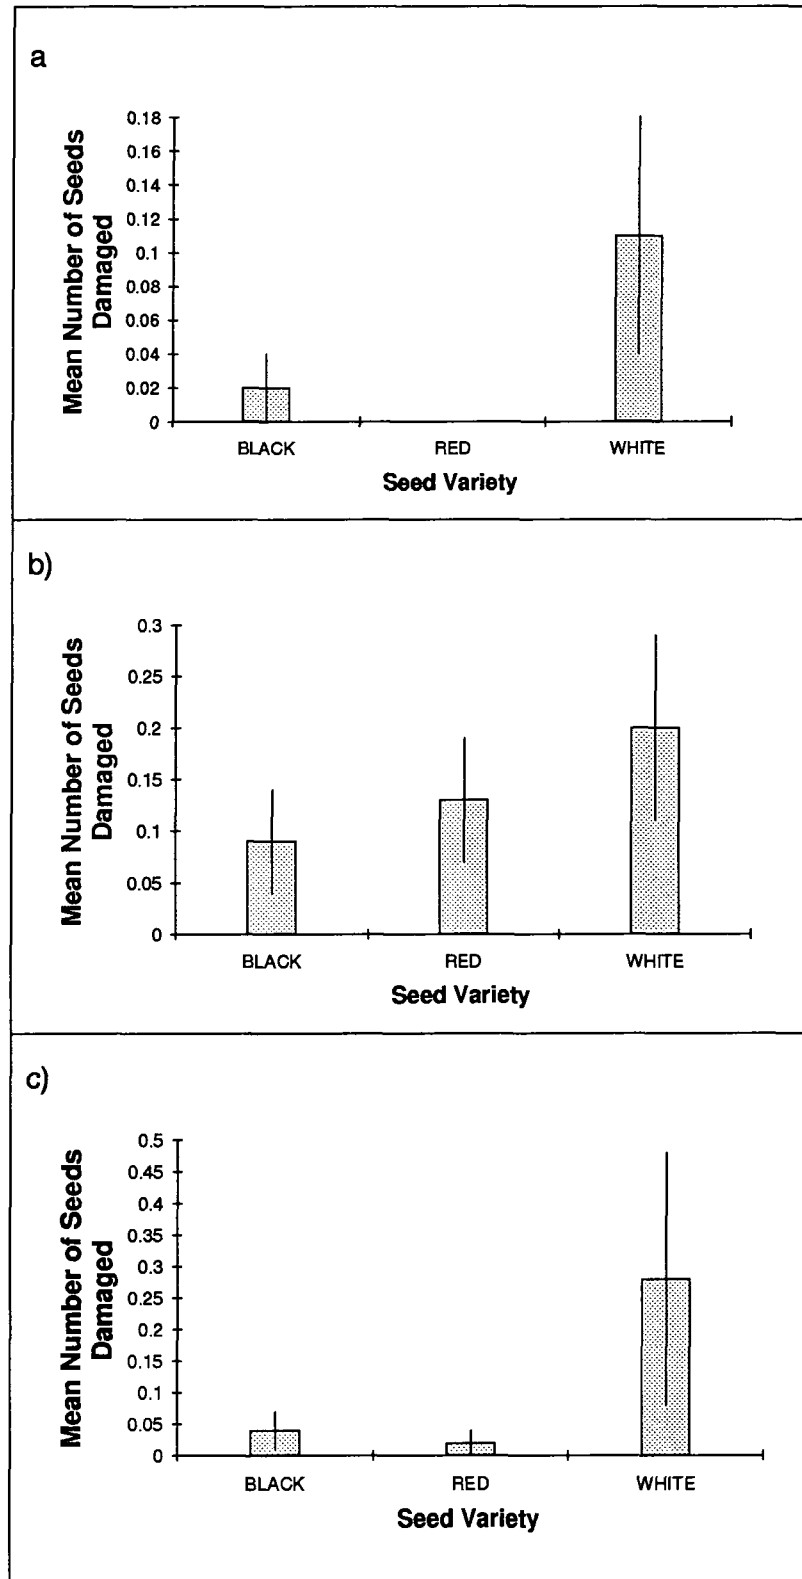 a
Mean Number of Seeds
Damaged
0.18
0.16
0.14
0.12
0.1
0.08
0.06
0.04
0.02
0
BLACK RED WHITE
Seed Variety
b)
Mean Number of Seeds
Damaged
0.3
0.25
0.2
0.15
0.1
0.05
0
BLACK RED WHITE
Seed Variety
c)
Mean Number of Seeds
Damaged
0.5
0.45
0.4
0.35
0.3
0.25
0.2
0.15
0.1
0.05
0
BLACK RED WHITE
Seed Variety